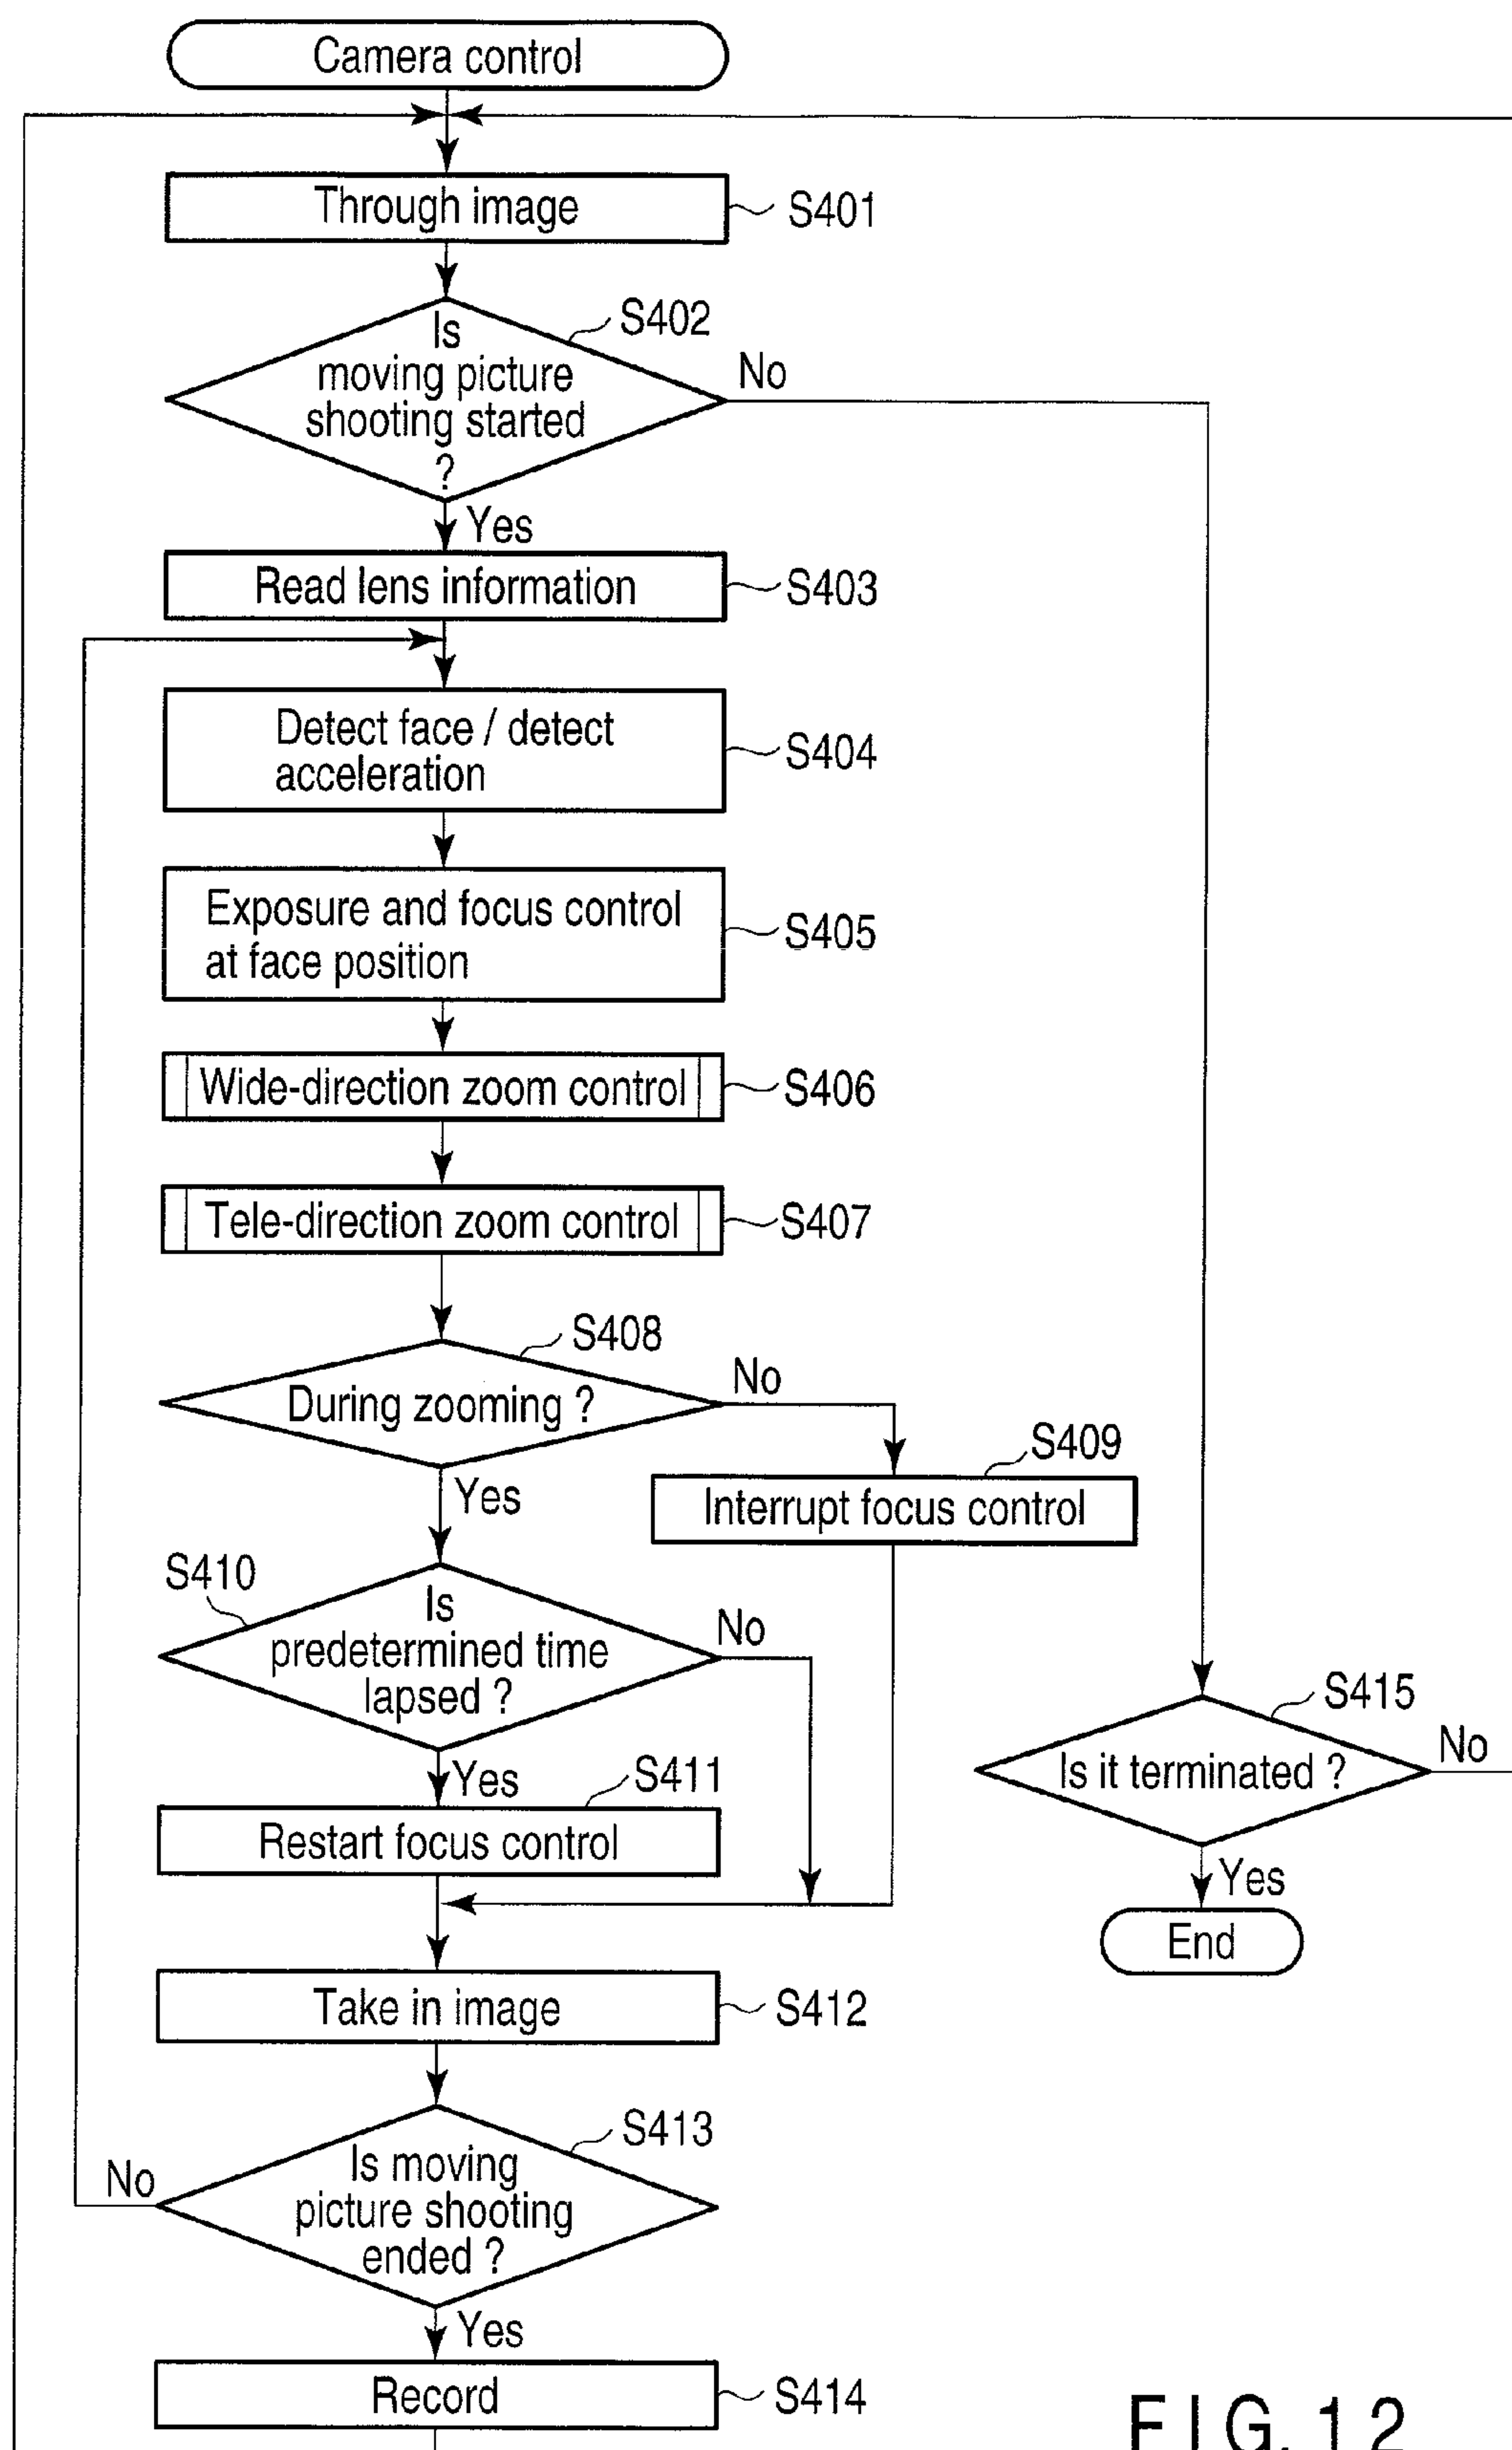 Camera control
Through image
S401
S402
Is
moving picture
shooting started
?
No
Yes
Read lens information
S403
Detect face / detect
acceleration
S404
Exposure and focus control
at face position
S405
Wide-direction zoom control
S406
Tele-direction zoom control
S407
S408
During zooming ?
No
Yes
S409
Interrupt focus control
S410
Is
predetermined time
lapsed ?
No
Yes
S411
Restart focus control
S415
Is it terminated ?
No
Yes
End
Take in image
S412
S413
Is moving
picture shooting
ended ?
No
Yes
Record
S414
FIG. 12